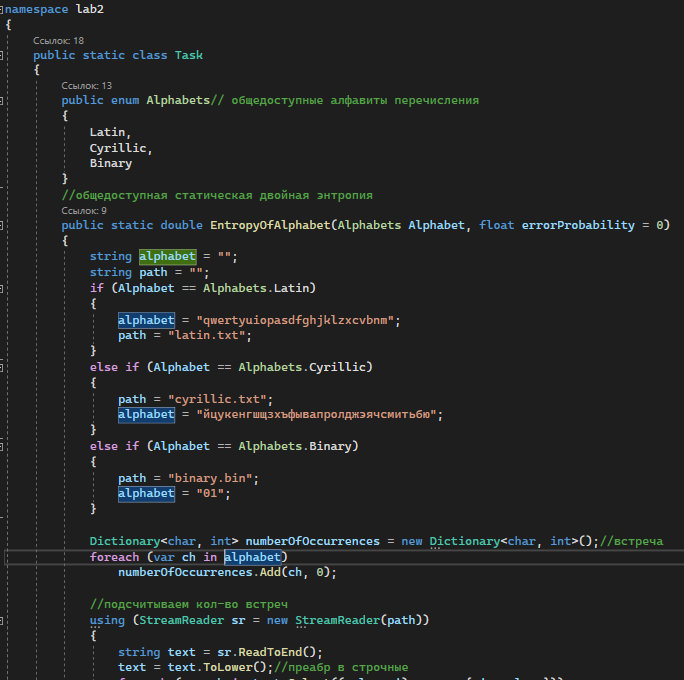 namespace lab2
{
Ссылок: 18
public static class Task
{
Ссылок: 13
public enum Alphabets// общедоступные алфавиты перечисления
{
Latin,
Cyrillic,
Binary
}
//общедоступная статическая двойная энтропия
Ссылок: 9
public static double EntropyOfAlphabet(Alphabets Alphabet, float errorProbability = 0)
{
string alphabet = "";
string path = "";
if (Alphabet == Alphabets.Latin)
{
alphabet = "qwertyuiopasdfghjklzxcvbnm";
path = "latin.txt";
}
else if (Alphabet == Alphabets.Cyrillic)
{
path = "cyrillic.txt";
alphabet = "йцукенгшщзхъфывапролджэячсмитьбю";
}
else if (Alphabet == Alphabets.Binary)
{
path = "binary.bin";
alphabet = "01";
}
Dictionary<char, int> numberOfOccurrences = new Dictionary<char, int>();//встреча
foreach (var ch in alphabet)
numberOfOccurrences.Add(ch, 0);
//подсчитываем кол-во встреч
using (StreamReader sr = new StreamReader(path))
{
string text = sr.ReadToEnd();
text = text.ToLower();//преабр в строчные